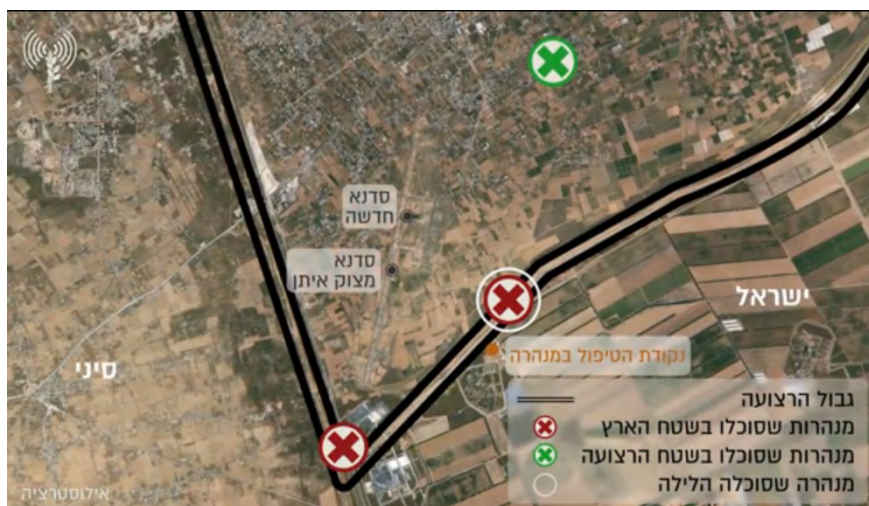 סדנא
חדשה
סדנא
מצוק איתן
ישראל
סיני
נקודת הטיפול במנהרה
גבול הרצועה
מנהרות שסוכלו בשטח הארץ
מנהרות שסוכלו בשטח הרצועה
מנהרה שסוכלה הלילה
אילוסטרציה